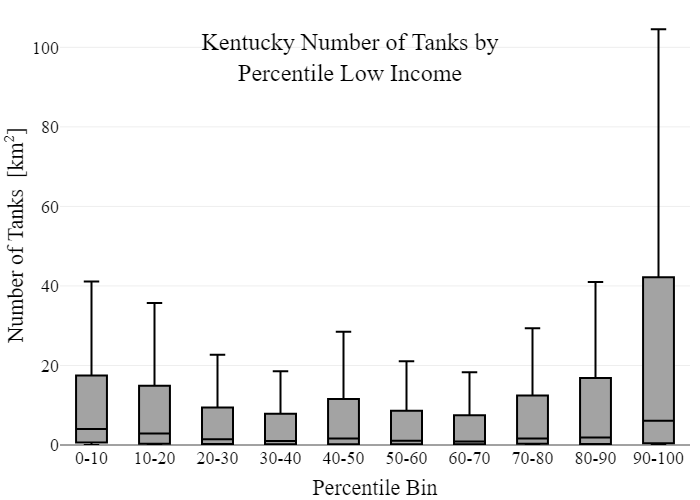 Kentucky Number of Tanks by
Percentile Low Income
Number of Tanks [km²]
100
80
60
40
20
0
0-10 10-20 20-30 30-40 40-50 50-60 60-70 70-80 80-90 90-100
Percentile Bin